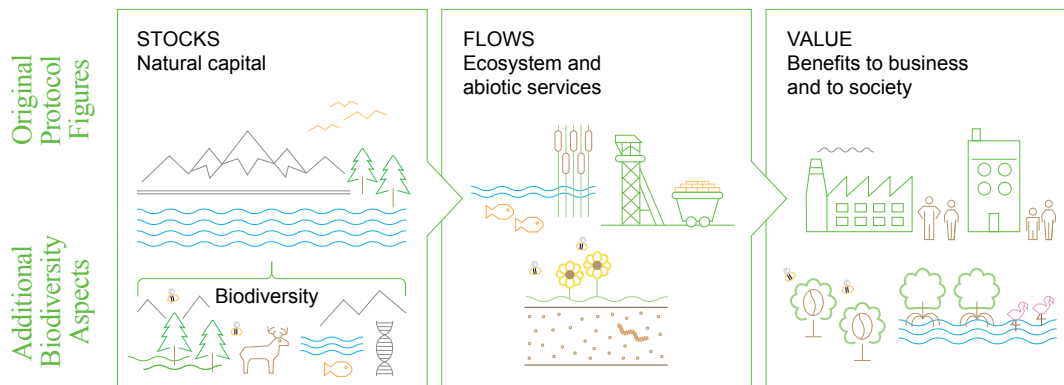 Original
Protocol
Figures
STOCKS
Natural capital
FLOWS
Ecosystem and
abiotic services
VALUE
Benefits to business
and to society
Additional
Biodiversity
Aspects
Biodiversity